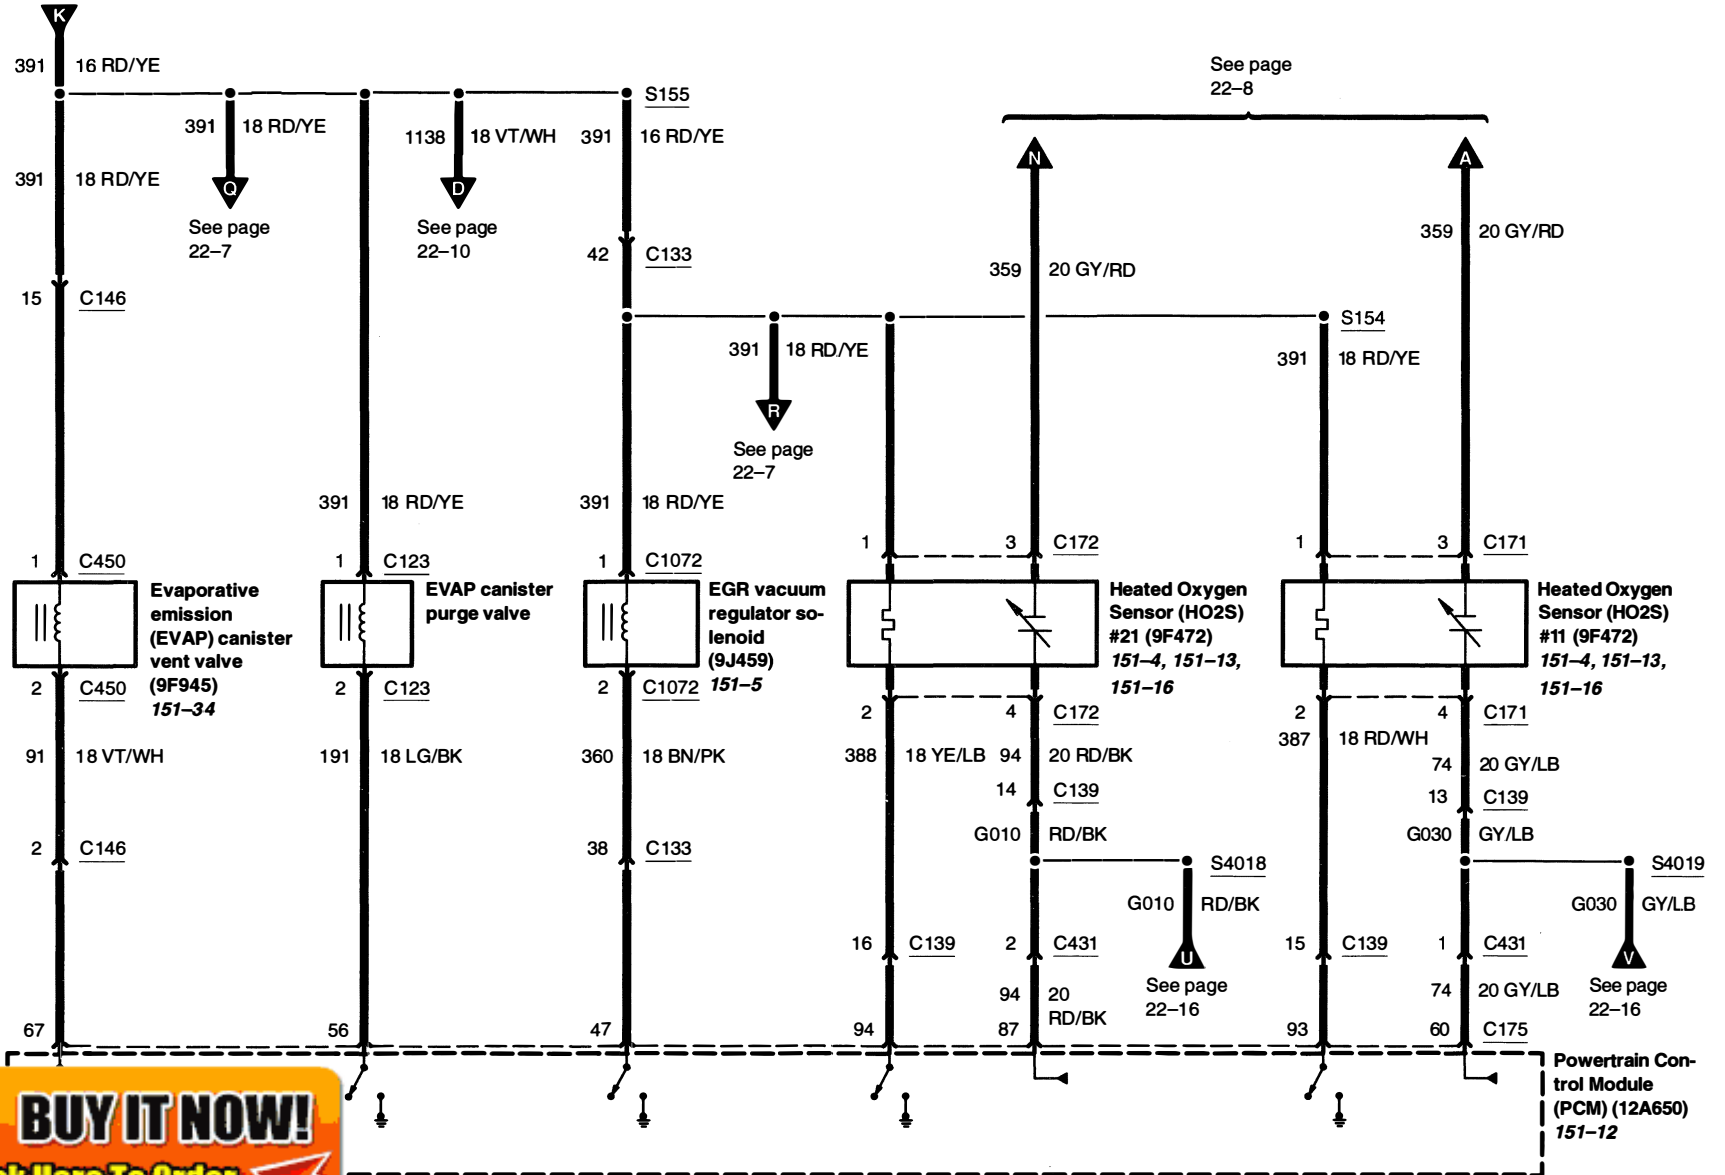 K
391 16 RD/YE
See page
22–8
S155
391 18 RD/YE
1138 18 VT/WH
391 16 RD/YE
N
A
391 18 RD/YE
Q
D
See page
22–7
See page
22–10
359 20 GY/RD
42 C133
359 20 GY/RD
15 C146
S154
391 18 RD/YE
391 18 RD/YE
R
See page
22–7
391 18 RD/YE
391 18 RD/YE
1 3 C172
1 3 C171
1 C450
1 C123
1 C1072
Evaporative
emission
(EVAP) canister
vent valve
(9F945)
151–34
EVAP canister
purge valve
EGR vacuum
regulator so-
lenoid
(9J459)
151–5
Heated Oxygen
Sensor (HO2S)
#21 (9F472)
151–4, 151–13,
151–16
Heated Oxygen
Sensor (HO2S)
#11 (9F472)
151–4, 151–13,
151–16
2 C450
2 C123
2 C1072
2 4 C172
2 4 C171
91 18 VT/WH
191 18 LG/BK
360 18 BN/PK
388 18 YE/LB
94 20 RD/BK
387 18 RD/WH
74 20 GY/LB
14 C139
13 C139
G010 RD/BK
G030 GY/LB
2 C146
38 C133
S4018
S4019
G010 RD/BK
G030 GY/LB
16 C139
2 C431
U
15 C139
1 C431
V
See page
22–16
See page
22–16
94 20
RD/BK
74 20 GY/LB
67 56 47 94 87 93 60 C175
Powertrain Con-
trol Module
(PCM) (12A650)
151–12
BUY IT NOW!
Here To Order